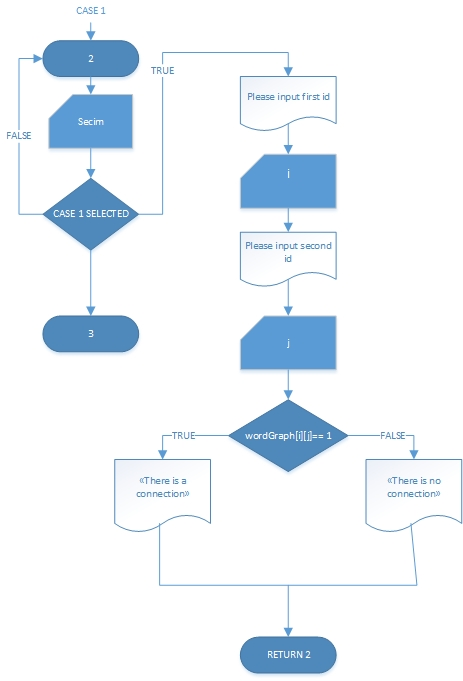 CASE 1
2
TRUE
Please input first id
Secim
FALSE
i
CASE 1 SELECTED
Please input second
id
3
j
wordGraph[i][j]== 1
TRUE
FALSE
«There is a
connection»
«There is no
connection»
RETURN 2